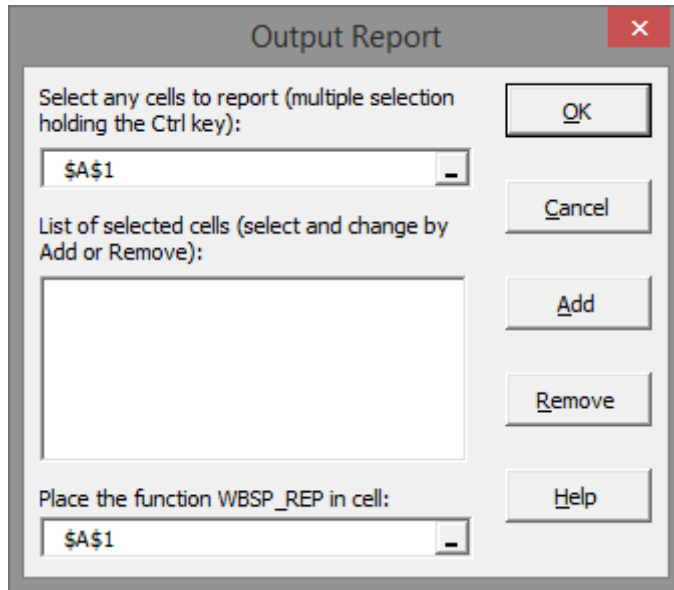 Output Report
Select any cells to report (multiple selection
holding the Ctrl key):
$A$1
List of selected cells (select and change by
Add or Remove):
Place the function WBSP_REP in cell:
$A$1
OK
Cancel
Add
Remove
Help